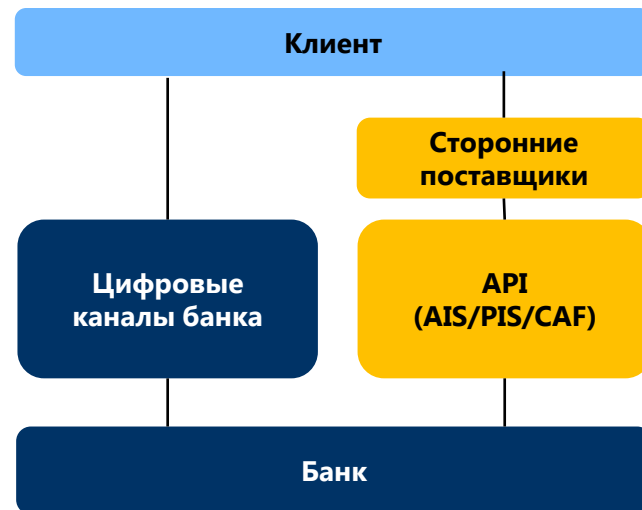 Клиент
Сторонние
поставщики
Цифровые
каналы банка
API
(AIS/PIS/CAF)
Банк